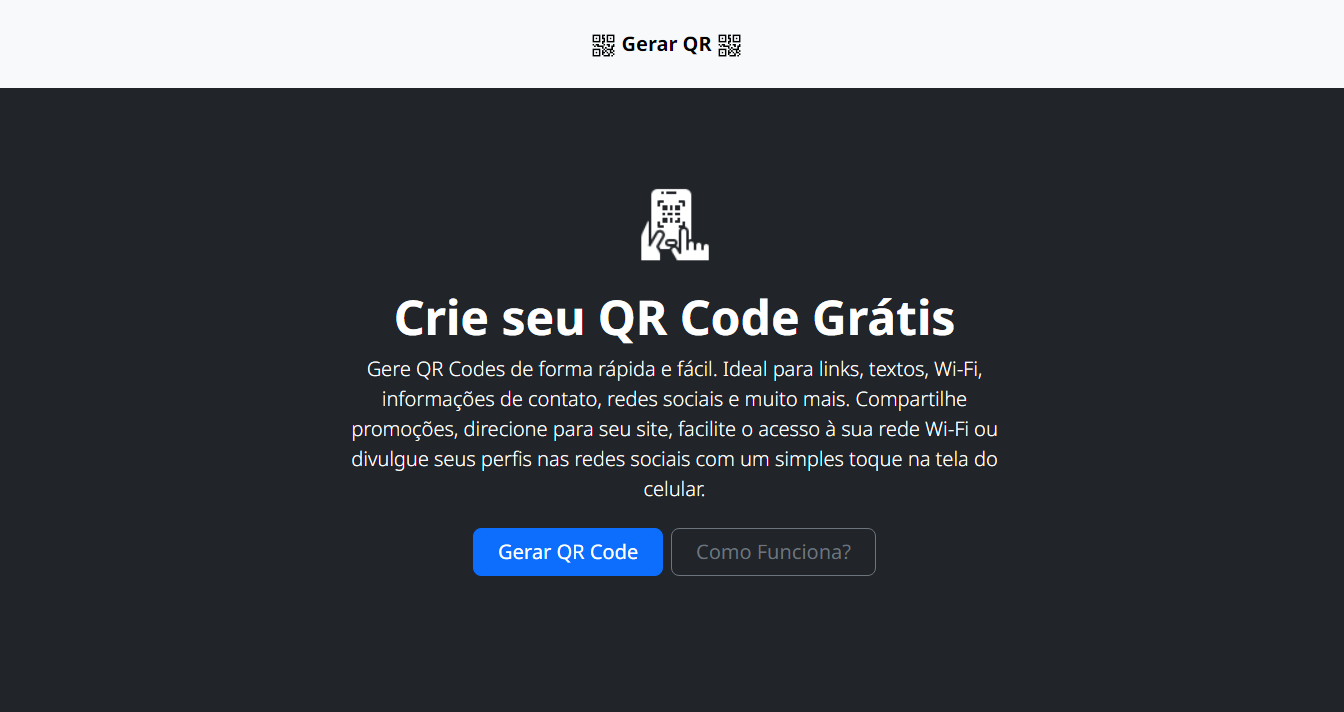 Gerar QR
Crie seu QR Code Grátis
Gere QR Codes de forma rápida e fácil. Ideal para links, textos, Wi-Fi,
informações de contato, redes sociais e muito mais. Compartilhe
promoções, direcione para seu site, facilite o acesso à sua rede Wi-Fi ou
divulgue seus perfis nas redes sociais com um simples toque na tela do
celular.
Gerar QR Code
Como Funciona?